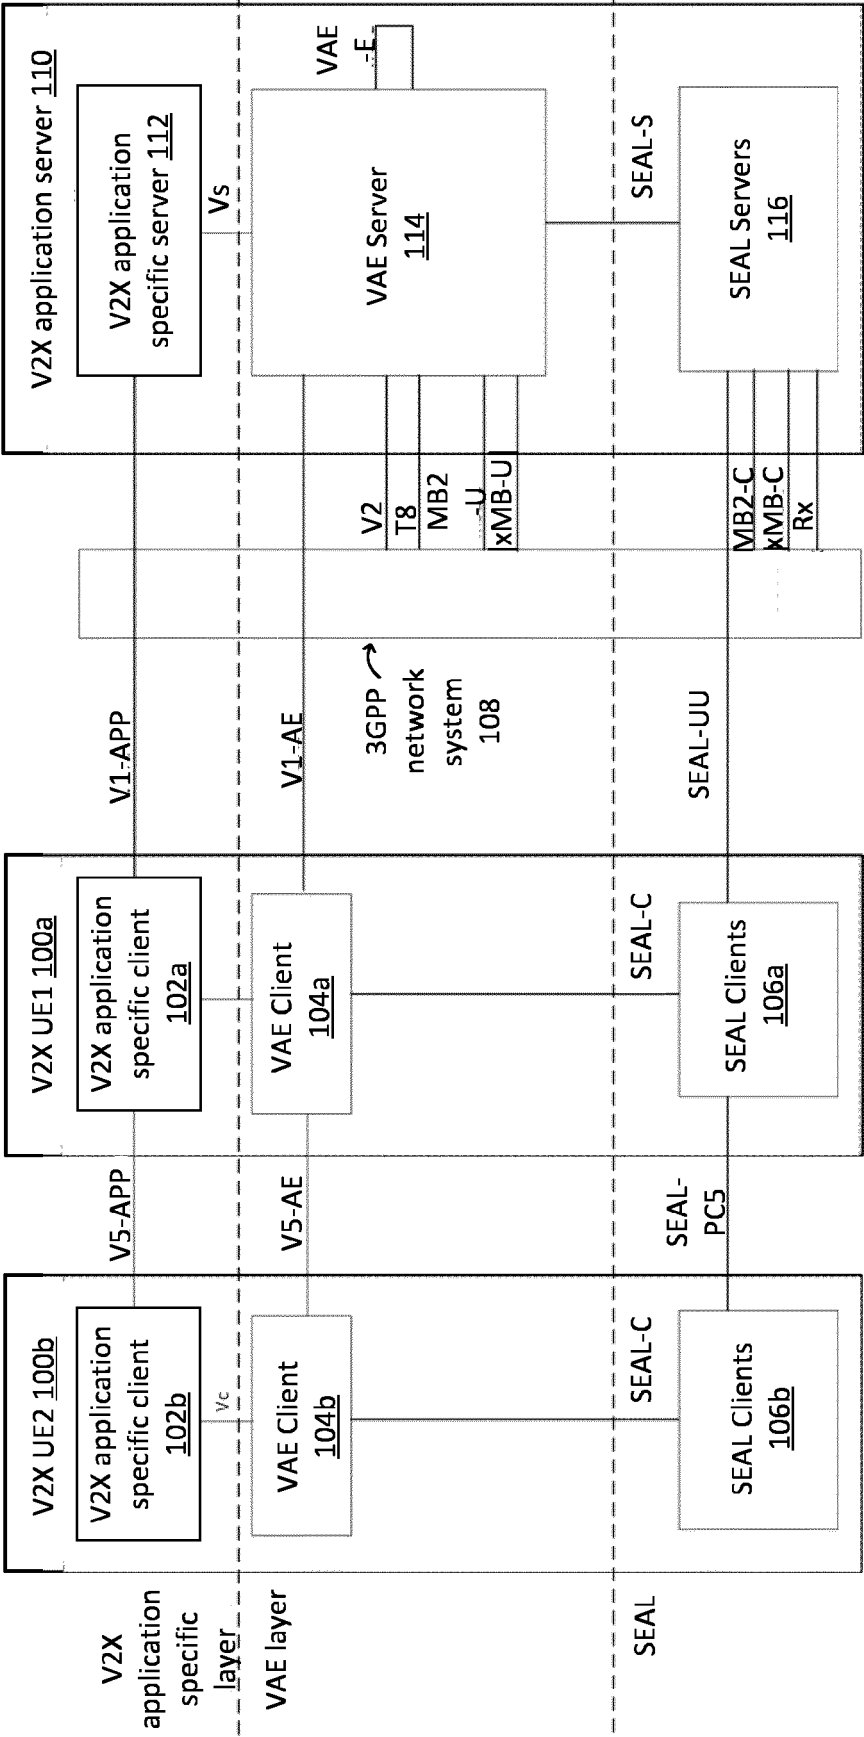 V2X UE2 100b
V2X application
specific client
102b
Vc
VAE Client
104b
SEAL-C
SEAL Clients
106b
V5-APP
V5-AE
SEAL-
PC5
V2X UE1 100a
V2X application
specific client
102a
VAE Client
104a
SEAL-C
SEAL Clients
106a
V1-APP
V1-AE
3GPP
network
system
108
SEAL-UU
V2
T8
MB2
-U
xMB-U
MB2-C
xMB-C
Rx
V2X application server 110
V2X application
specific server 112
Vs
VAE
-E
VAE Server
114
SEAL-S
SEAL Servers
116
V2X
application
specific
layer
VAE layer
SEAL